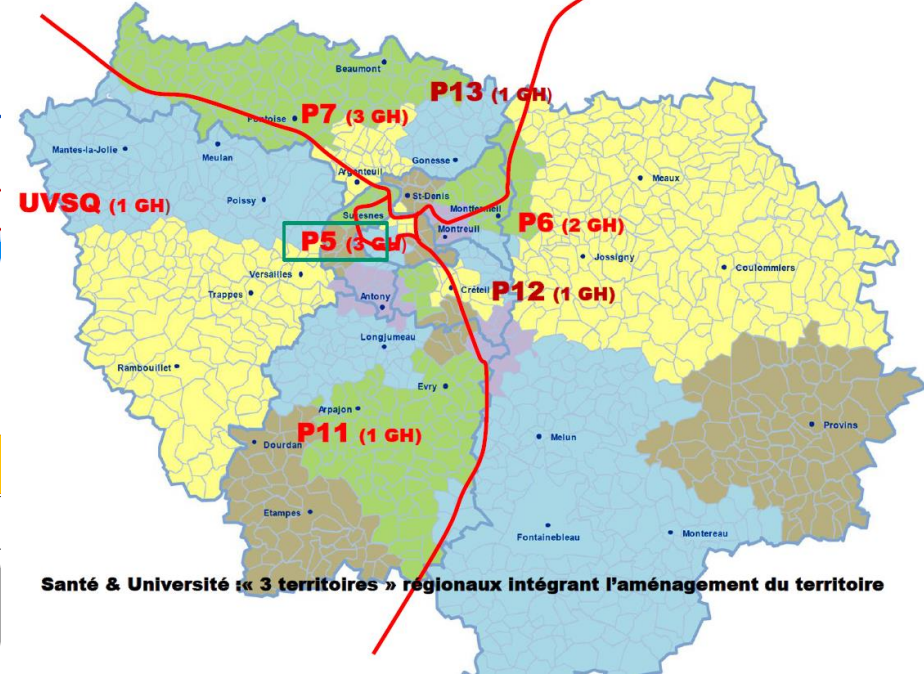 Beaumont
P13 (1 GH)
P7 (3 GH)
Pontoise
Mantes-la-Jolie
Meulan
Gonesse
Meaux
Argenteuil
UVSQ (1 GH)
Poissy
St-Denis
Suresnes
Montfermeil
P6 (2 GH)
P5 (3 GH)
Montreuil
Jossigny
Coulommiers
Versailles
Trappes
Antony
Créteil
P12 (1 GH)
Longjumeau
Rambouillet
Evry
Arpajon
P11 (1 GH)
Dourdan
Melun
Provins
Etampes
Fontainebleau
Montereau
Santé & Université :« 3 territoires » régionaux intégrant l'aménagement du territoire